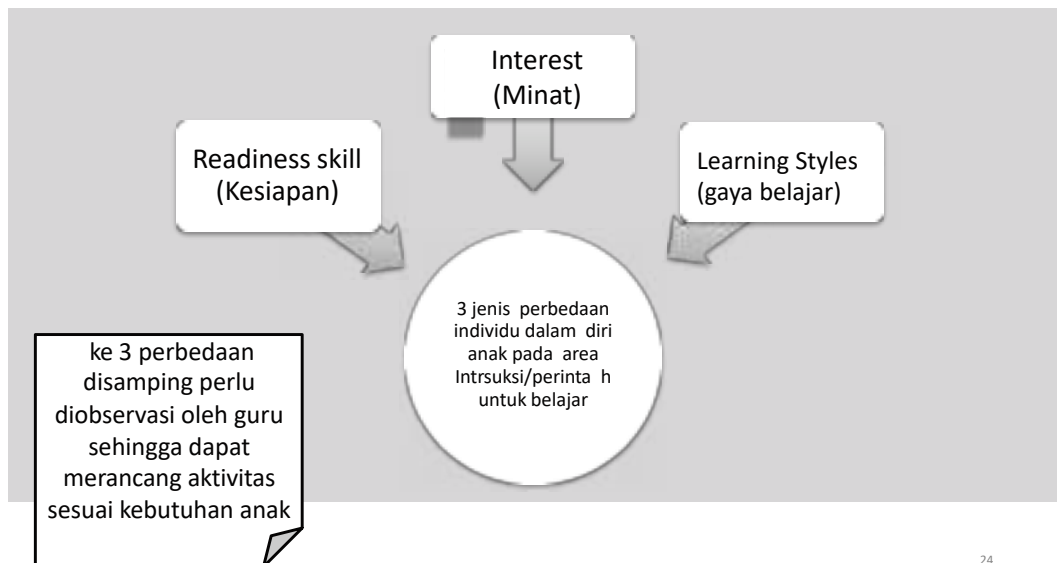 Interest
(Minat)
Readiness skill
(Kesiapan)
Learning Styles
(gaya belajar)
3 jenis perbedaan
individu dalam diri
anak pada area
Intrsuksi/perinta h
untuk belajar
ke 3 perbedaan
disamping perlu
diobservasi oleh guru
sehingga dapat
merancang aktivitas
sesuai kebutuhan anak
24